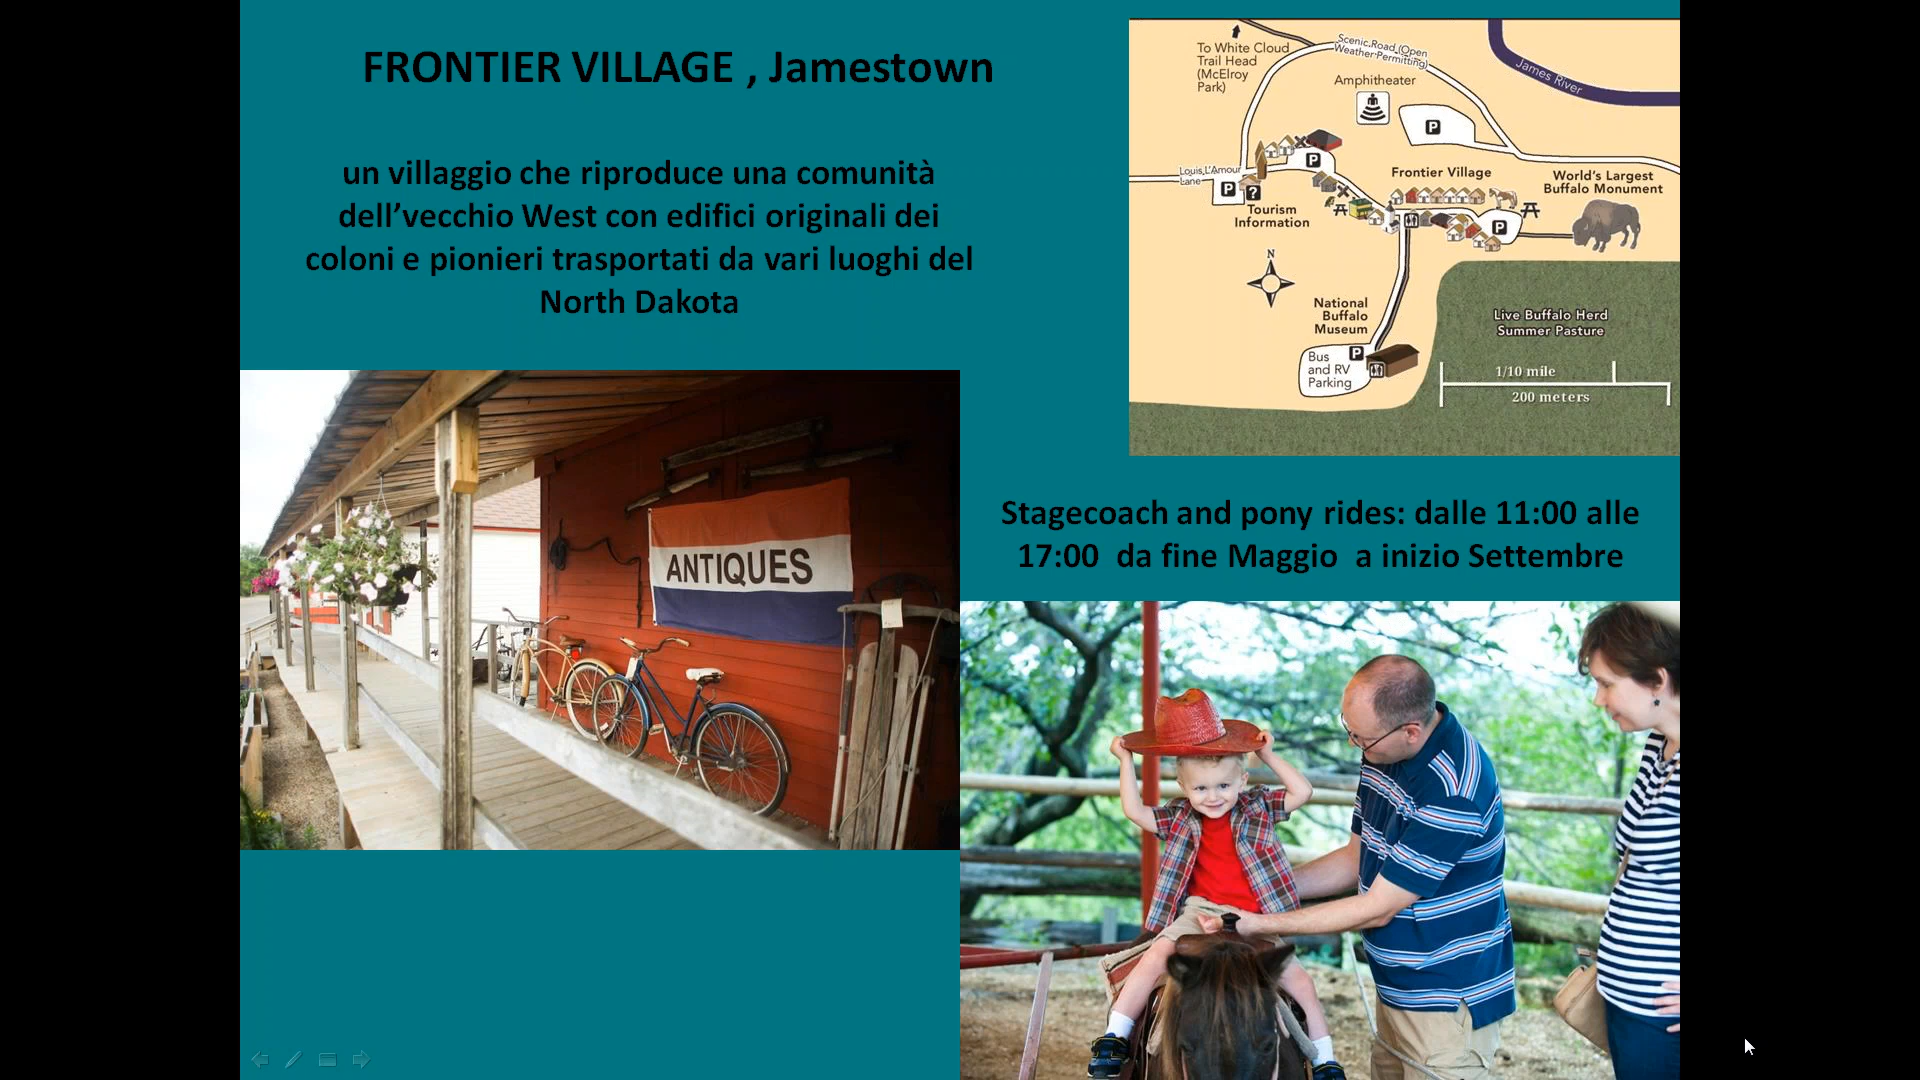 FRONTIER VILLAGE , Jamestown
un villaggio che riproduce una comunità
dell’vecchio West con edifici originali dei
coloni e pionieri trasportati da vari luoghi del
North Dakota
To White Cloud
Trail Head
(McElroy
Park)
Scenic Road (Open
Weather Permitting)
James River
Amphitheater
P
P
Louis L'Amour
Lane
P
?
Tourism
Information
Frontier Village
World's Largest
Buffalo Monument
P
N
National
Buffalo
Museum
Bus
and RV
Parking
P
Live Buffalo Herd
Summer Pasture
1/10 mile
200 meters
ANTIQUES
Stagecoach and pony rides: dalle 11:00 alle
17:00  da fine Maggio  a inizio Settembre